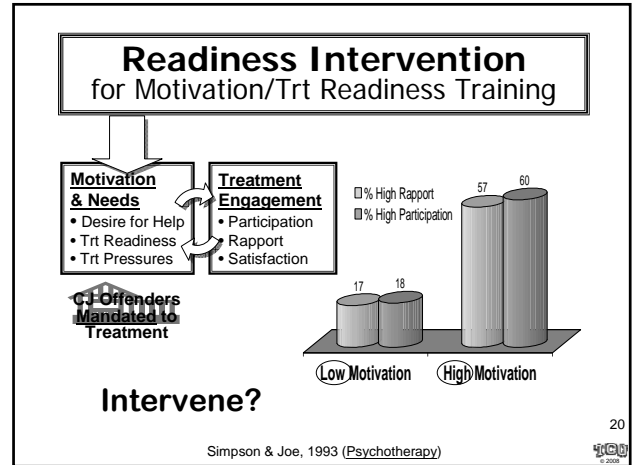 Readiness Intervention
for Motivation/Trt Readiness Training
Motivation
& Needs
• Desire for Help
• Trt Readiness
• Trt Pressures
Treatment
Engagement
• Participation
• Rapport
• Satisfaction
CJ Offenders
Mandated to
Treatment
% High Rapport
% High Participation
17
18
57
60
Low Motivation
High Motivation
Intervene?
20
Simpson & Joe, 1993 (Psychotherapy)
TCU
© 2008